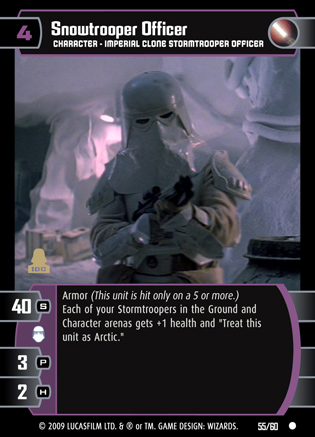 4
Snowtrooper Officer
CHARACTER - IMPERIAL CLONE STORMTROOPER OFFICER
IDC
40 S
Armor (This unit is hit only on a 5 or more.)
Each of your Stormtroopers in the Ground and
Character arenas gets +1 health and "Treat this
unit as Arctic."
3 P
2 H
© 2009 LUCASFILM LTD. & ® or TM. GAME DESIGN: WIZARDS. 55/60